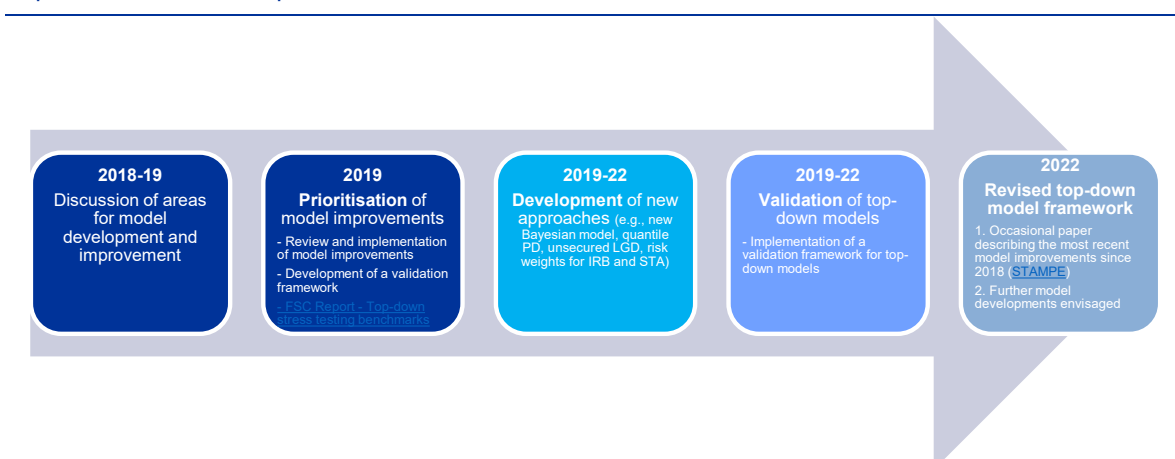 2018-19
Discussion of areas
for model
development and
improvement
2019
Prioritisation of
model improvements
- Review and implementation
of model improvements
- Development of a validation
framework
- FSC Report - Top-down
stress testing benchmarks
2019-22
Development of new
approaches (e.g., new
Bayesian model, quantile
PD, unsecured LGD, risk
weights for IRB and STA)
2019-22
Validation of top-
down models
- Implementation of a
validation framework for top-
down models
2022
Revised top-down
model framework
1. Occasional paper
describing the most recent
model improvements since
2018 (STAMPE)
2. Further model
developments envisaged